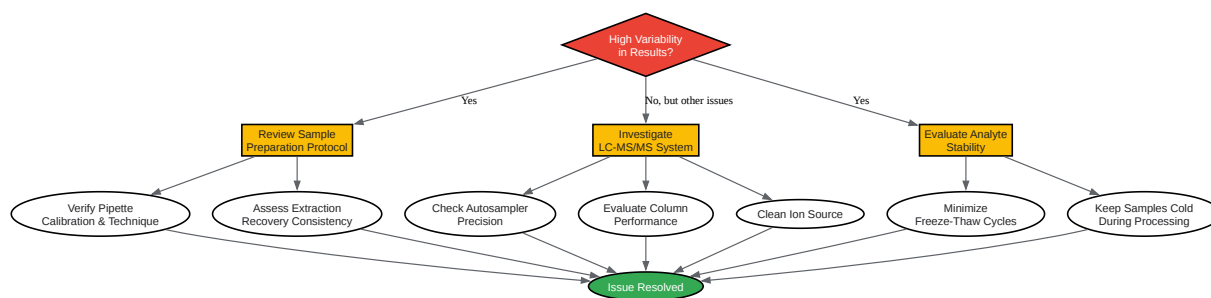 High Variability
in Results?
Yes
No, but other issues
Yes
Review Sample
Preparation Protocol
Investigate
LC-MS/MS System
Evaluate Analyte
Stability
Verify Pipette
Calibration & Technique
Assess Extraction
Recovery Consistency
Check Autosampler
Precision
Evaluate Column
Performance
Clean Ion Source
Minimize
Freeze-Thaw Cycles
Keep Samples Cold
During Processing
Issue Resolved